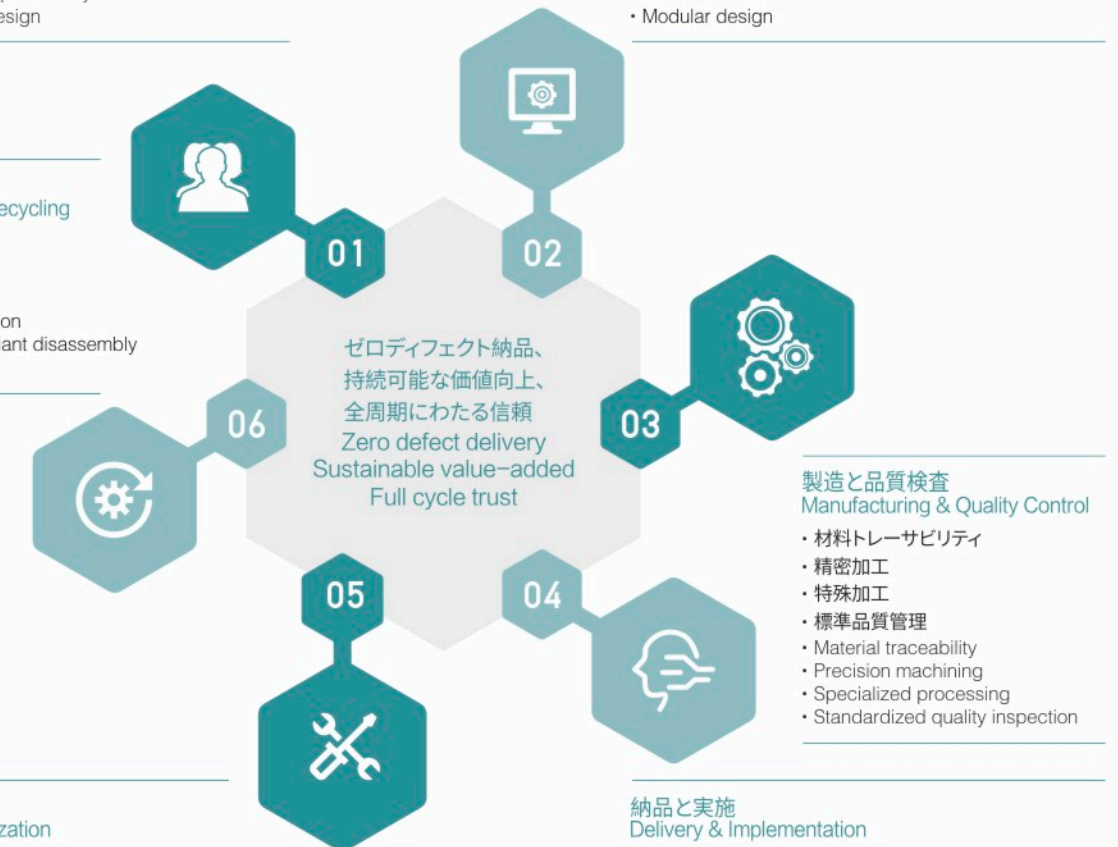 esign
• Modular design
ecycling
on
iant disassembly
01
02
03
04
05
06
ゼロディフェクト納品、
持続可能な価値向上、
全周期にわたる信頼
Zero defect delivery
Sustainable value-added
Full cycle trust
製造と品質検査
Manufacturing & Quality Control
・材料トレーサビリティ
・精密加工
・特殊加工
・標準品質管理
• Material traceability
• Precision machining
• Specialized processing
• Standardized quality inspection
zation
納品と実施
Delivery & Implementation